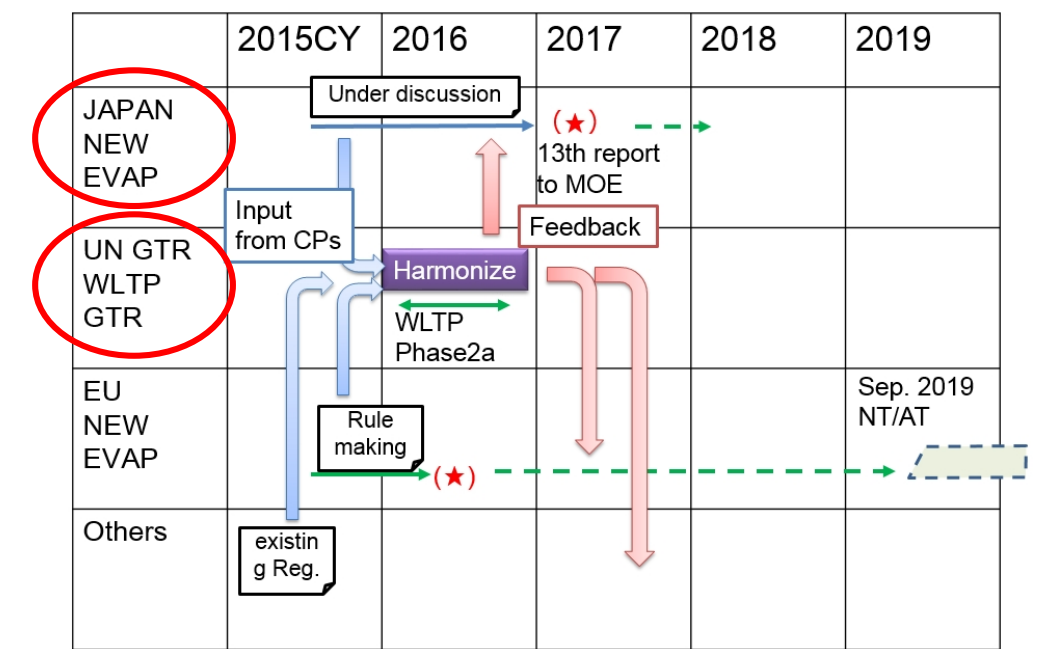 2015CY
2016
2017
2018
2019
JAPAN
NEW
EVAP
Under discussion
(★)
13th report
to MOE
Input
from CPs
Feedback
UN GTR
WLTP
GTR
Harmonize
WLTP
Phase2a
EU
NEW
EVAP
Rule
making
(★)
Sep. 2019
NT/AT
Others
existin
g Reg.